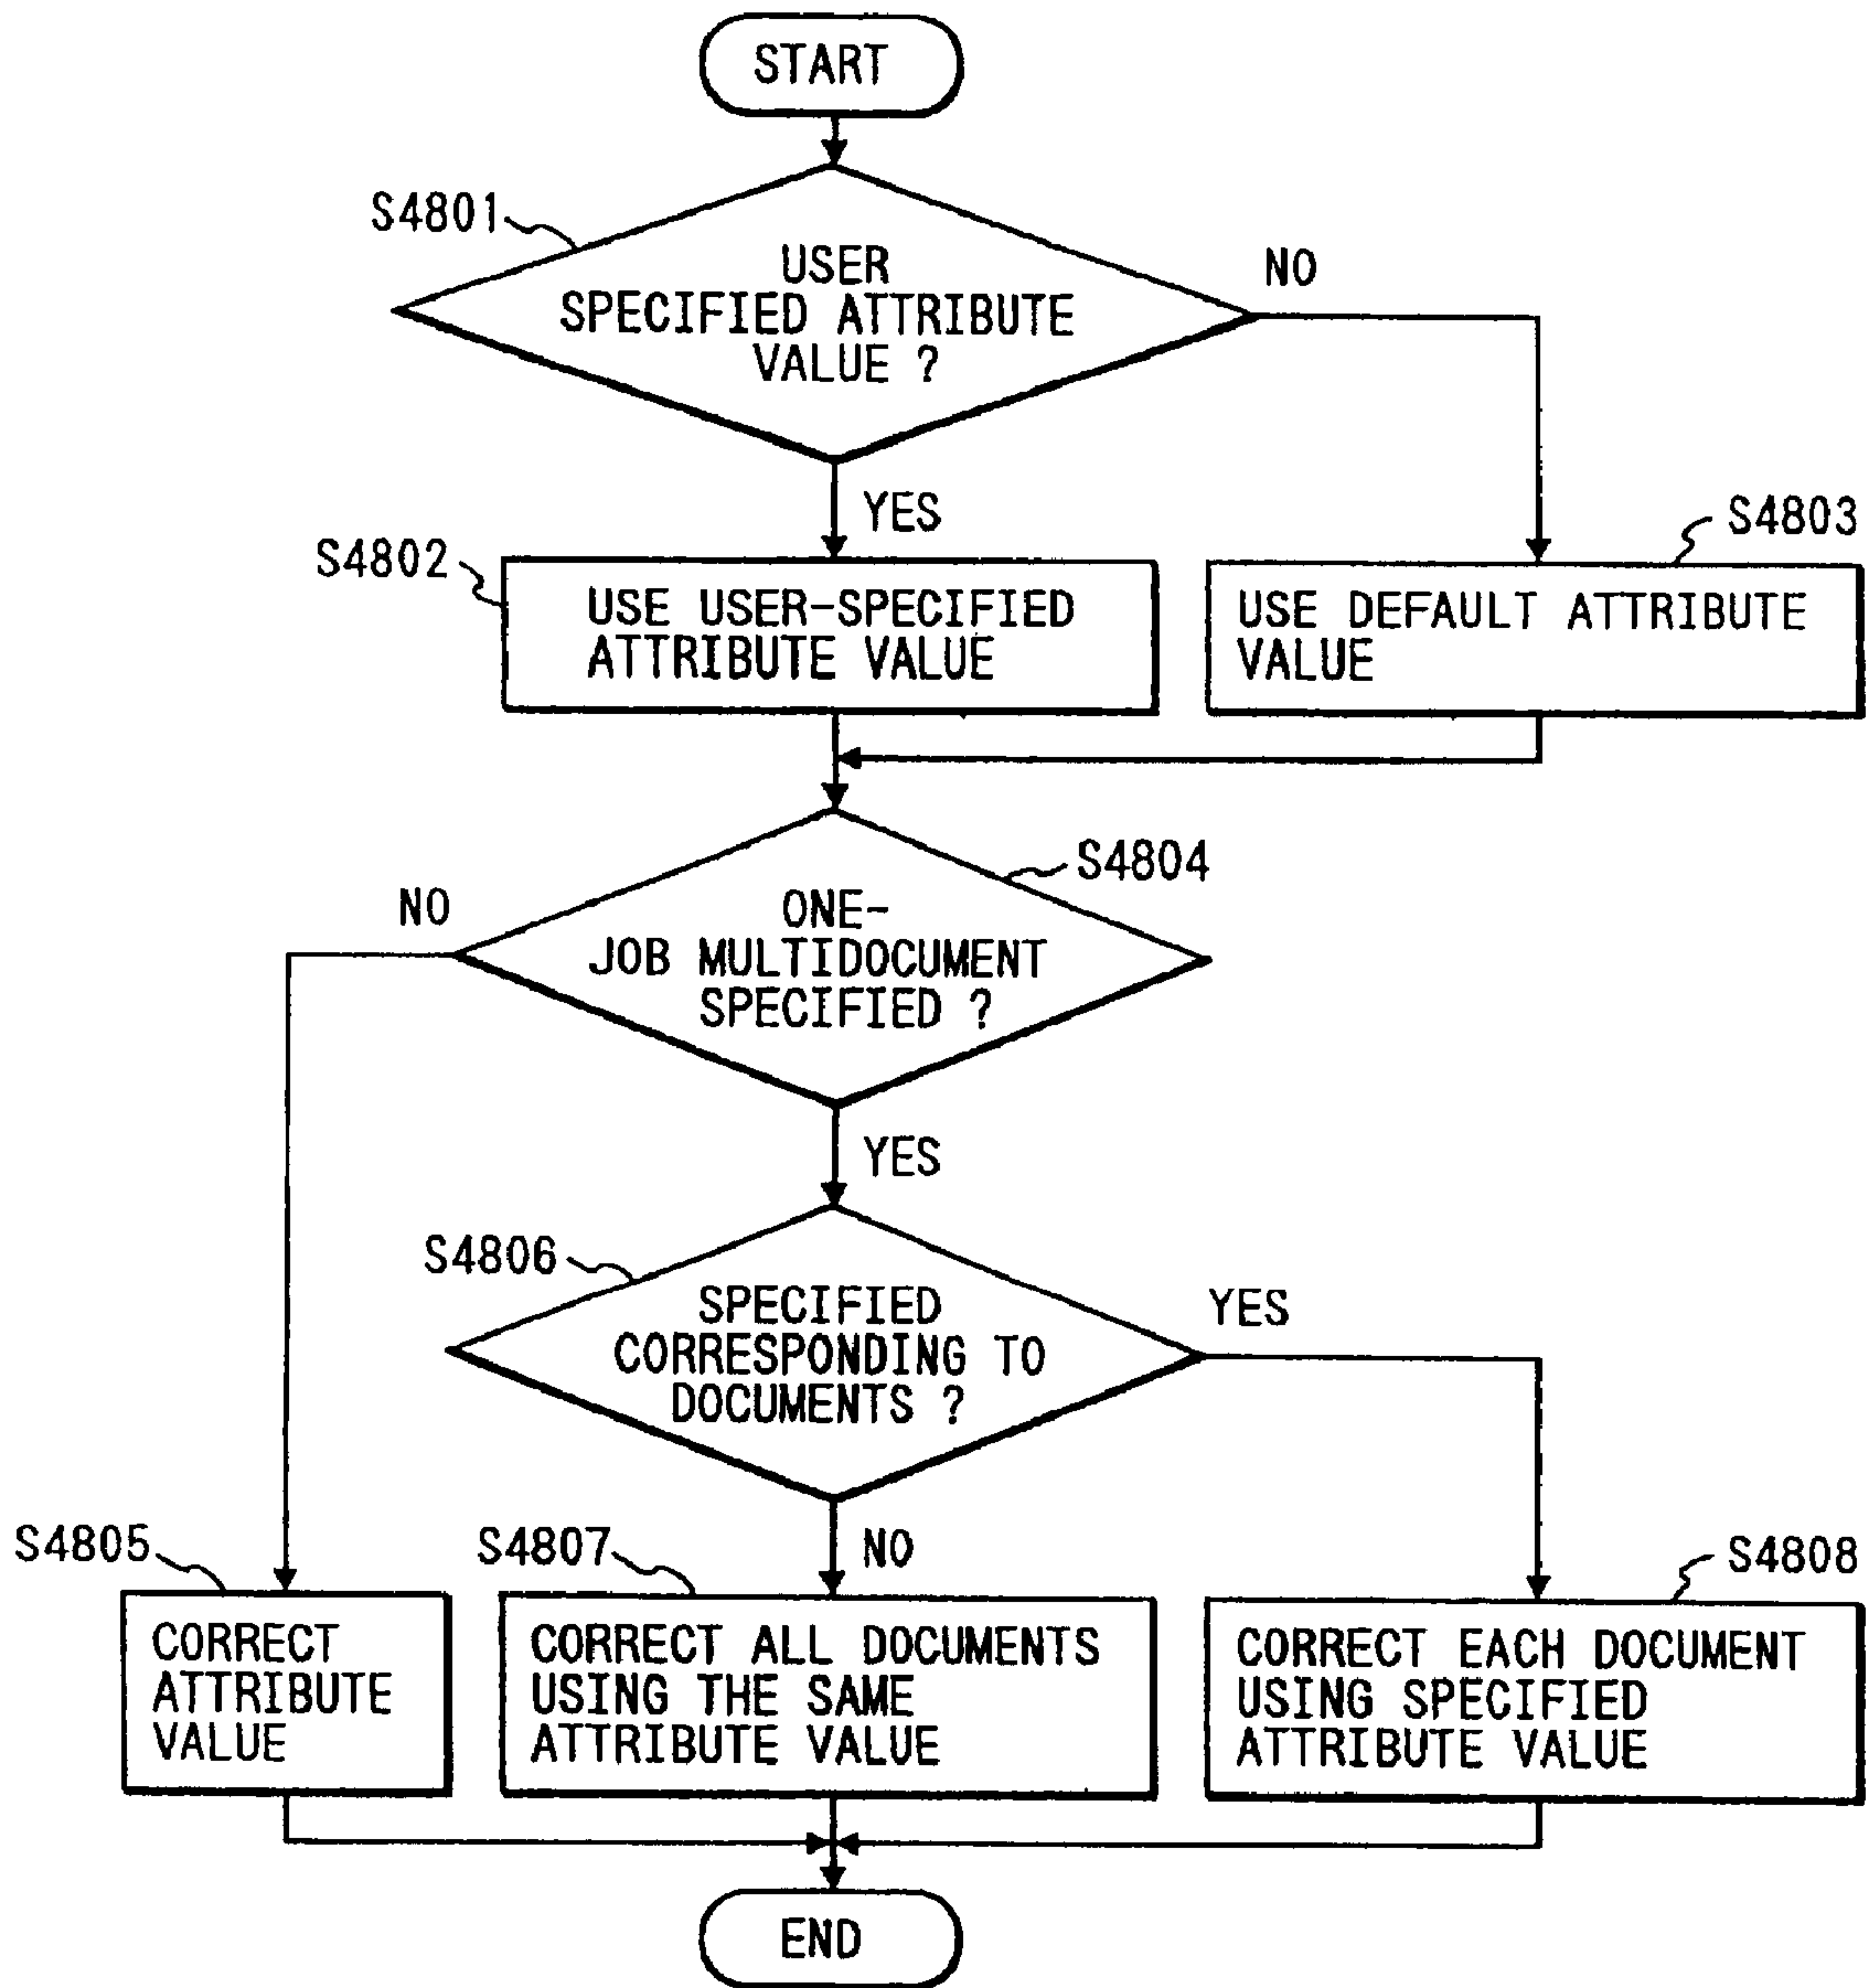 START
S4801
USER
SPECIFIED ATTRIBUTE
VALUE ?
NO
YES
S4802
USE USER-SPECIFIED
ATTRIBUTE VALUE
S4803
USE DEFAULT ATTRIBUTE
VALUE
S4804
NO
ONE-
JOB MULTIDOCUMENT
SPECIFIED ?
YES
S4806
SPECIFIED
CORRESPONDING TO
DOCUMENTS ?
YES
NO
S4805
CORRECT
ATTRIBUTE
VALUE
S4807
CORRECT ALL DOCUMENTS
USING THE SAME
ATTRIBUTE VALUE
S4808
CORRECT EACH DOCUMENT
USING SPECIFIED
ATTRIBUTE VALUE
END